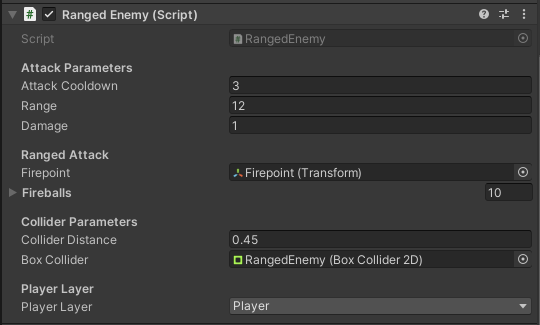 Ranged Enemy (Script)
Script RangedEnemy
Attack Parameters
Attack Cooldown 3
Range 12
Damage 1
Ranged Attack
Firepoint Firepoint (Transform)
Fireballs 10
Collider Parameters
Collider Distance 0.45
Box Collider RangedEnemy (Box Collider 2D)
Player Layer
Player Layer Player